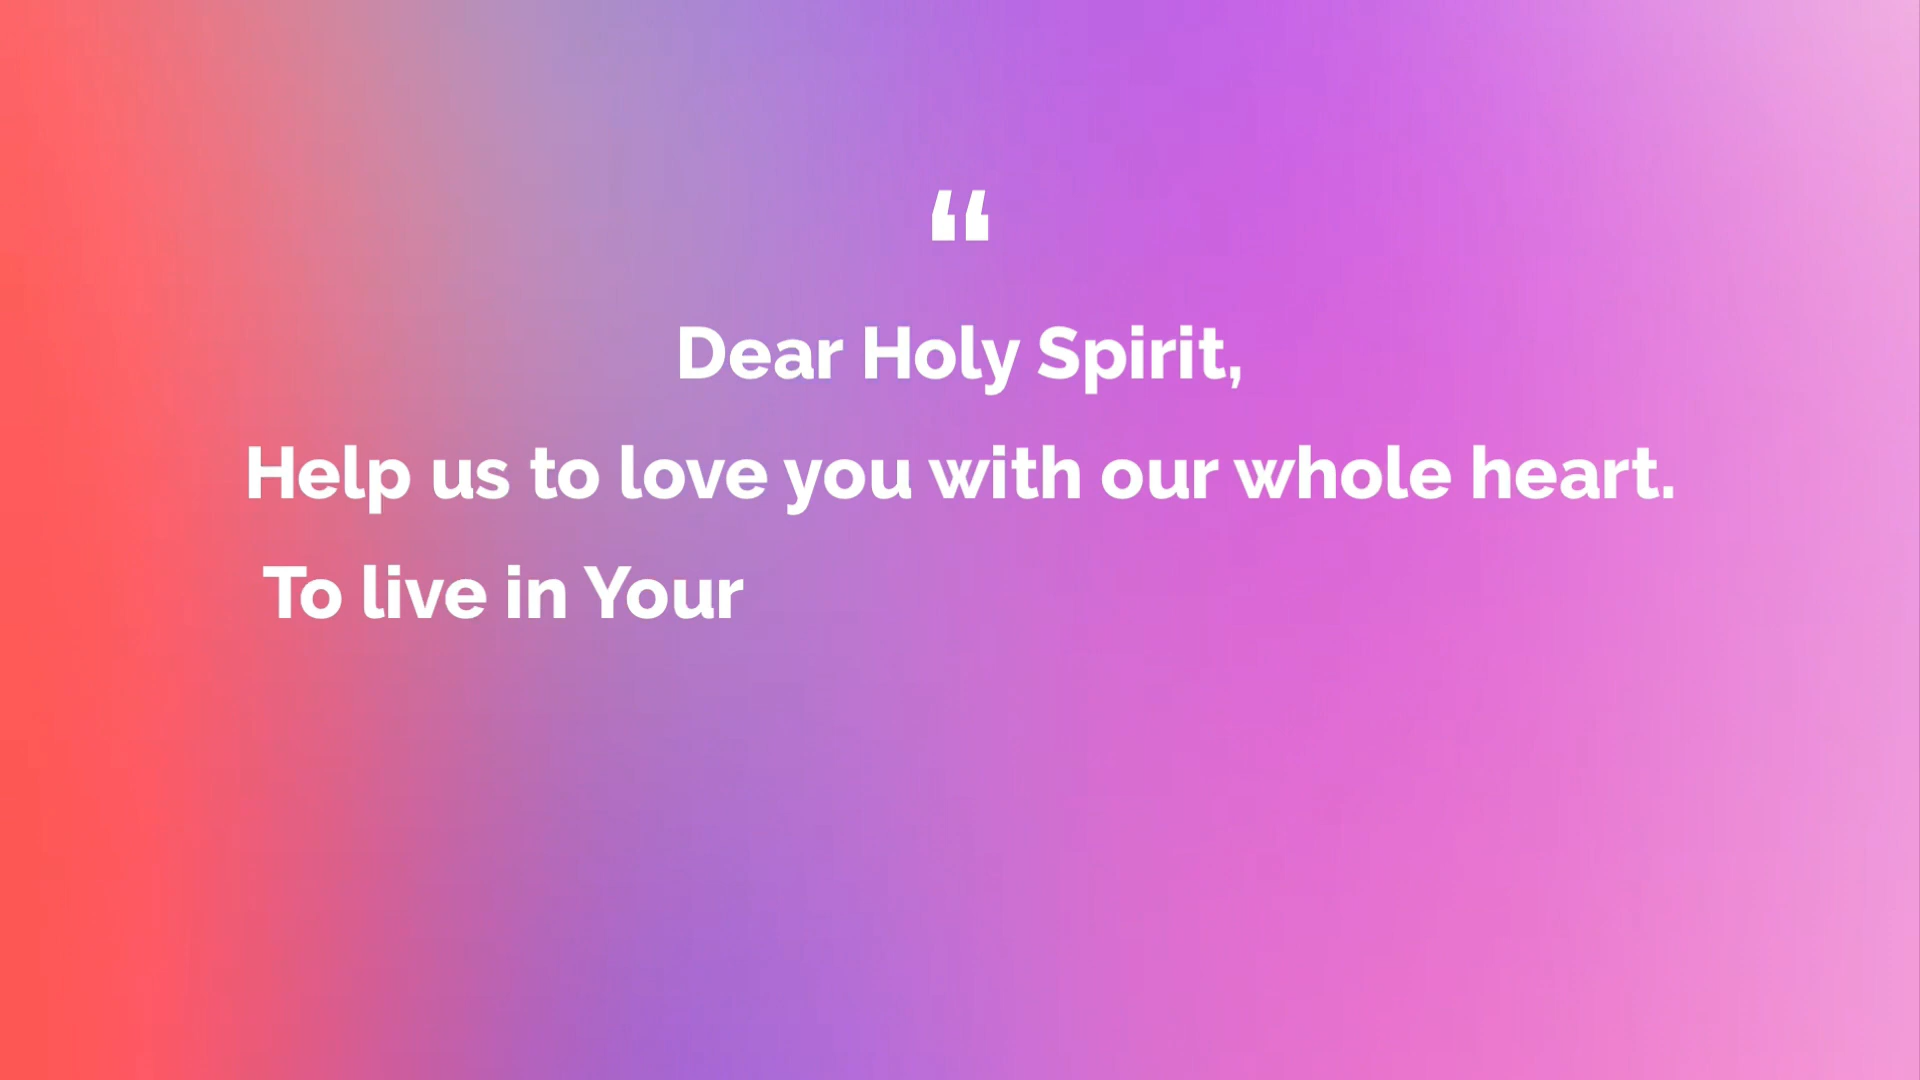 “
Dear Holy Spirit,
Help us to love you with our whole heart.
To live in Your